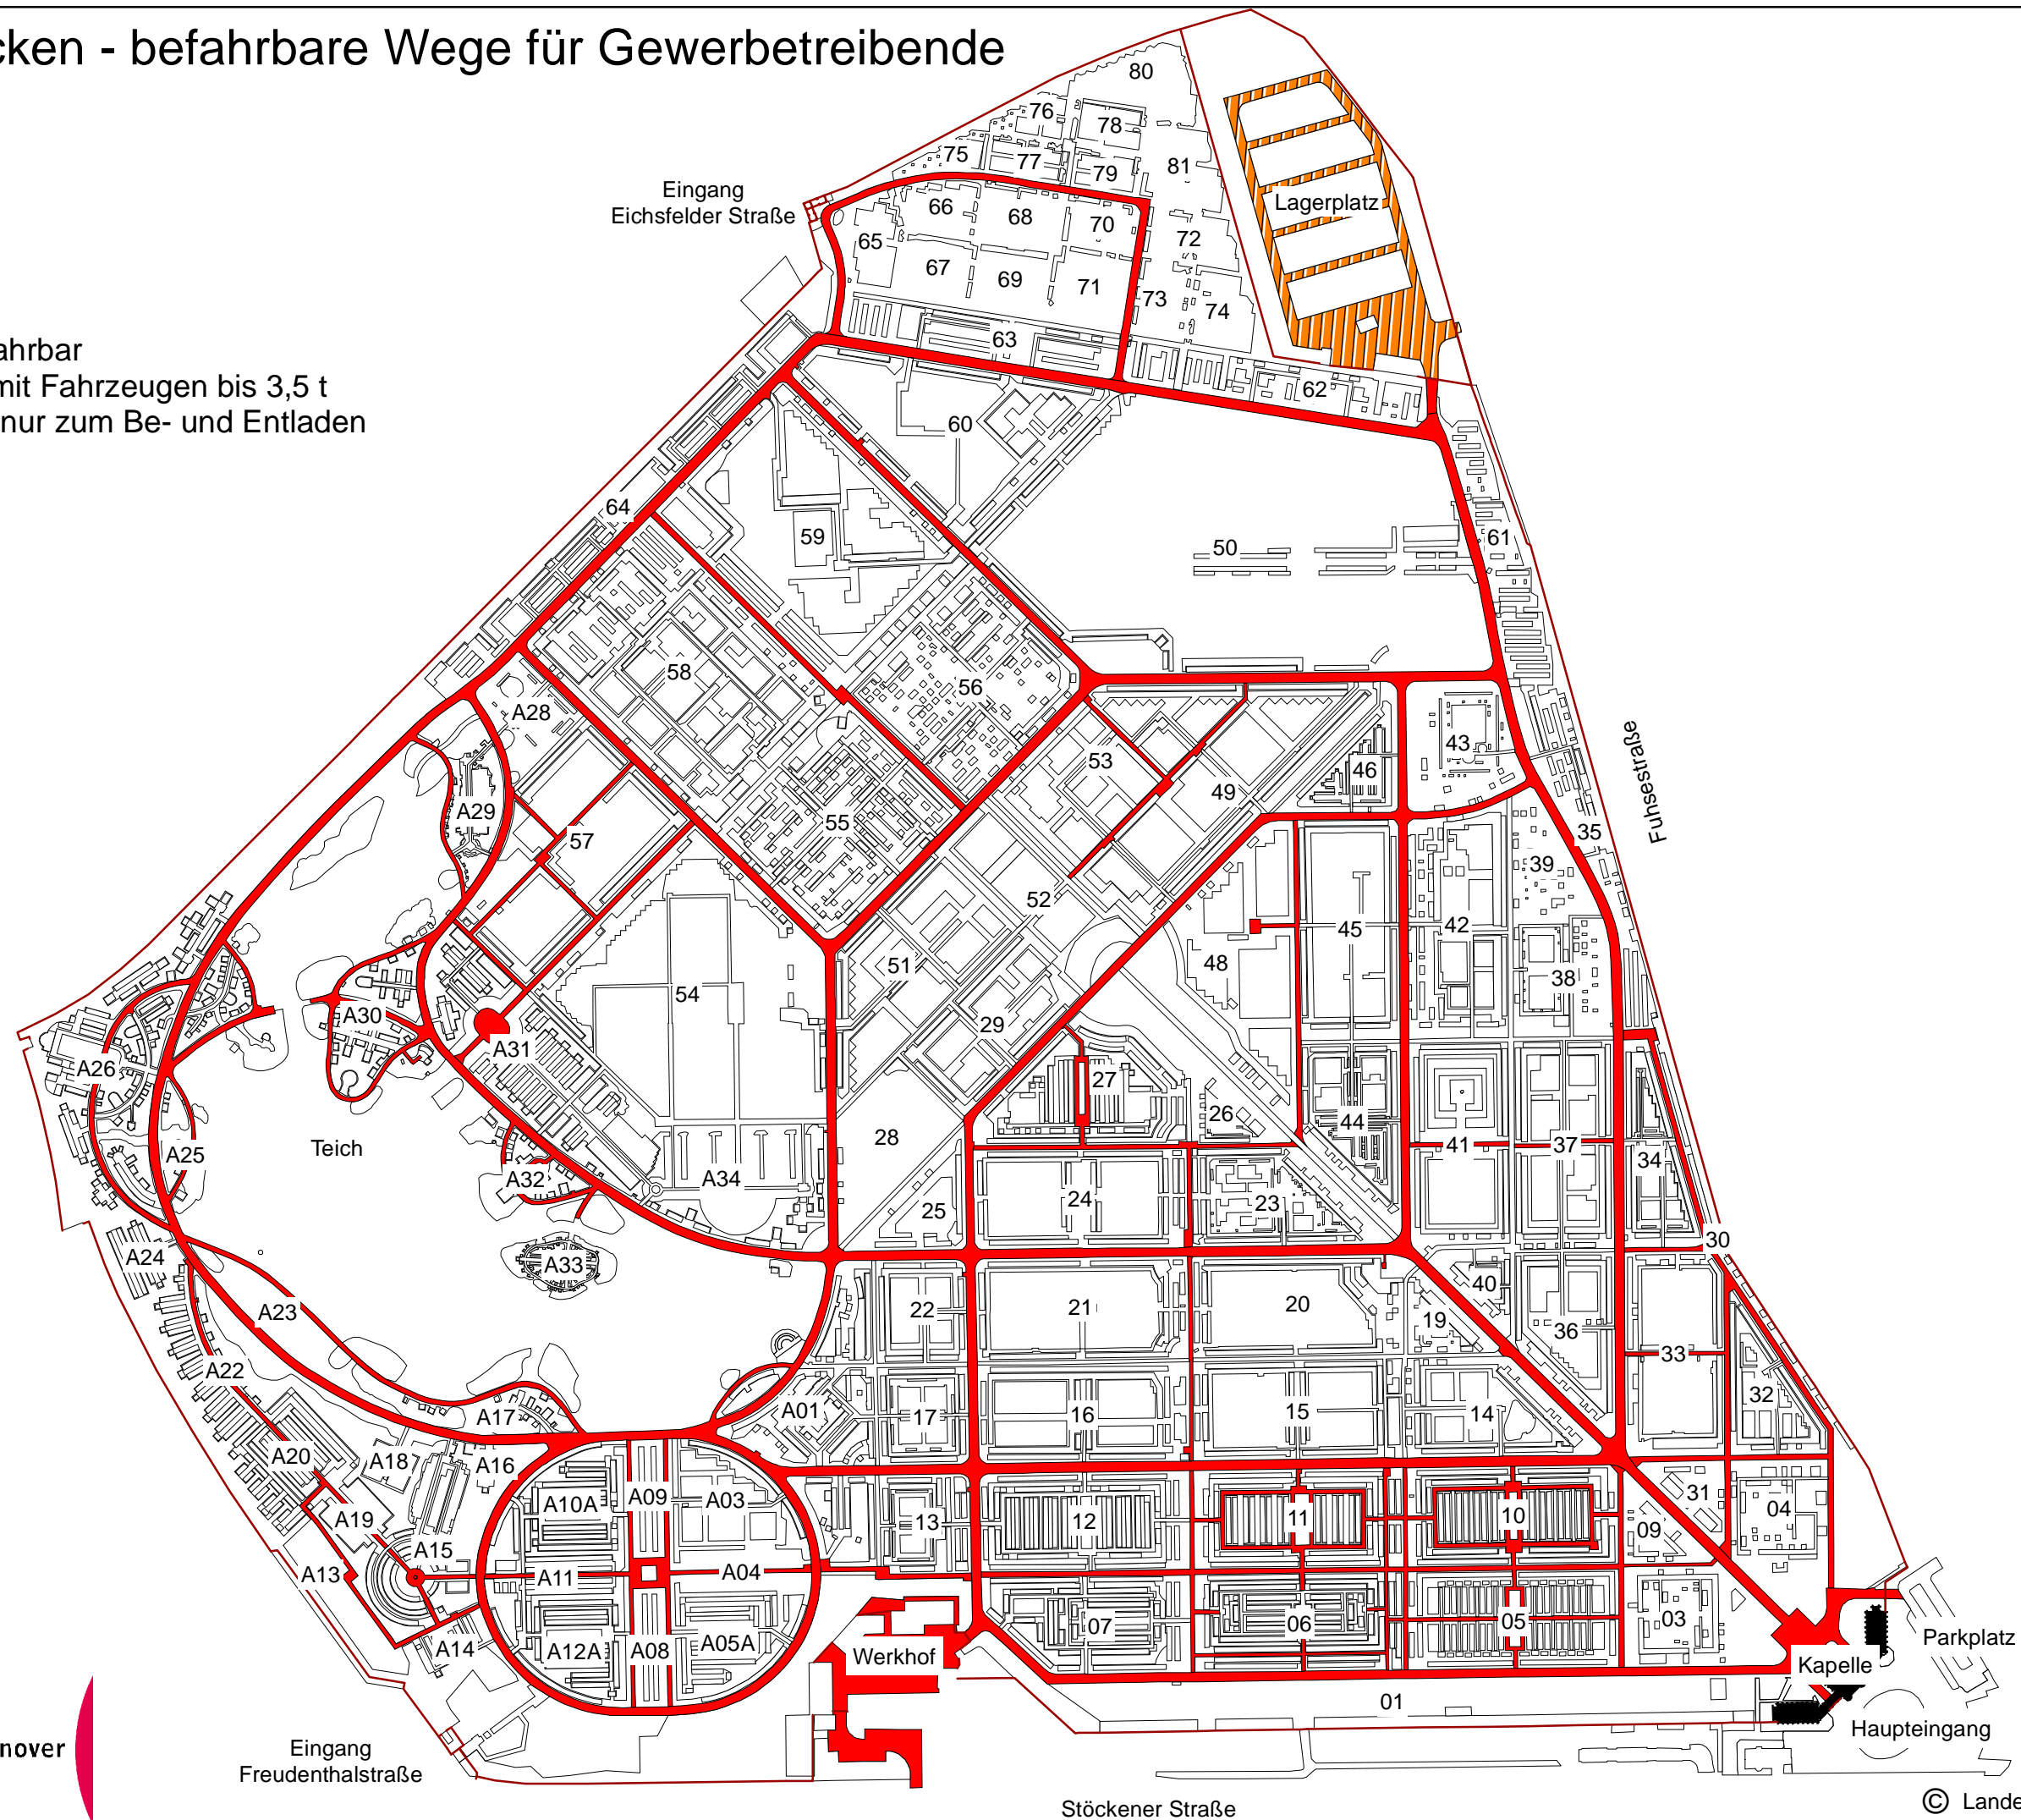 cken - befahrbare Wege für Gewerbetreibende
ahrbar
mit Fahrzeugen bis 3,5 t
nur zum Be- und Entladen
Eingang
Eichsfelder Straße
Lagerplatz
80
76
78
75
77
79
81
66
68
70
65
72
67
69
71
73
74
63
62
60
64
59
50
61
58
56
A28
53
43
46
49
A29
57
55
35
Fuhsestraße
39
52
42
45
51
48
38
54
A30
29
A31
A26
27
26
44
28
41
37
Teich
A25
34
A32
A34
24
23
25
30
A24
A33
40
A23
22
21
20
19
36
33
A22
32
A01
A17
17
16
15
14
A20
A18
A16
A10A
A09
A03
31
04
A19
13
12
11
10
09
A15
A13
A11
A04
03
07
06
05
A14
A12A
A08
A05A
Werkhof
Parkplatz
Kapelle
01
Haupteingang
nover
Eingang
Freudenthalstraße
Stöckener Straße
© Lande